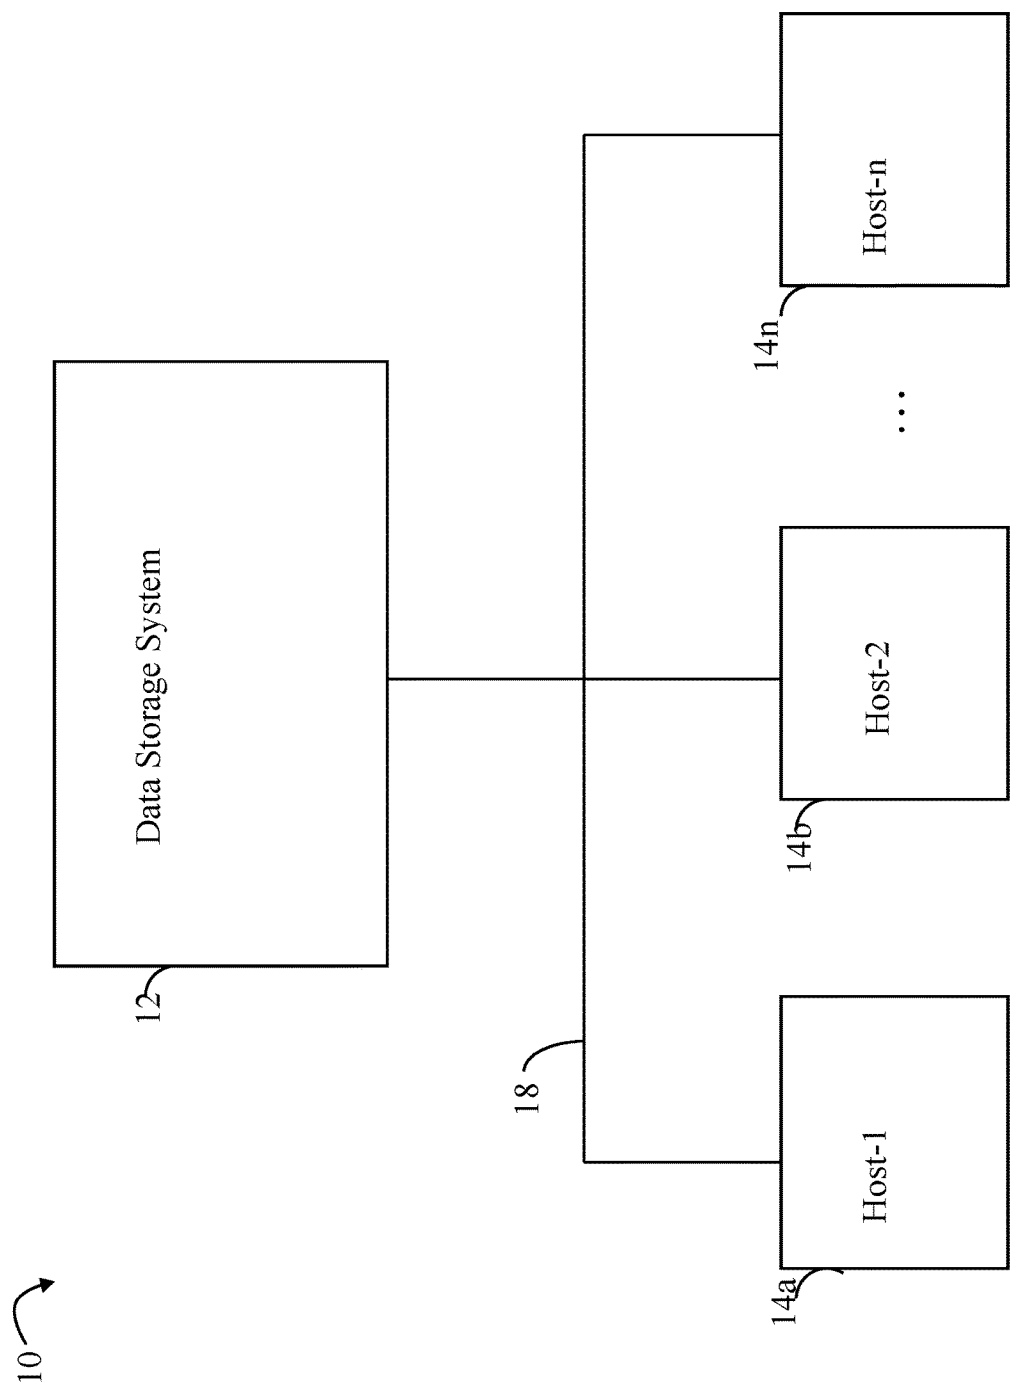 10
12
Data Storage System
18
14a
Host-1
14b
Host-2
...
14n
Host-n